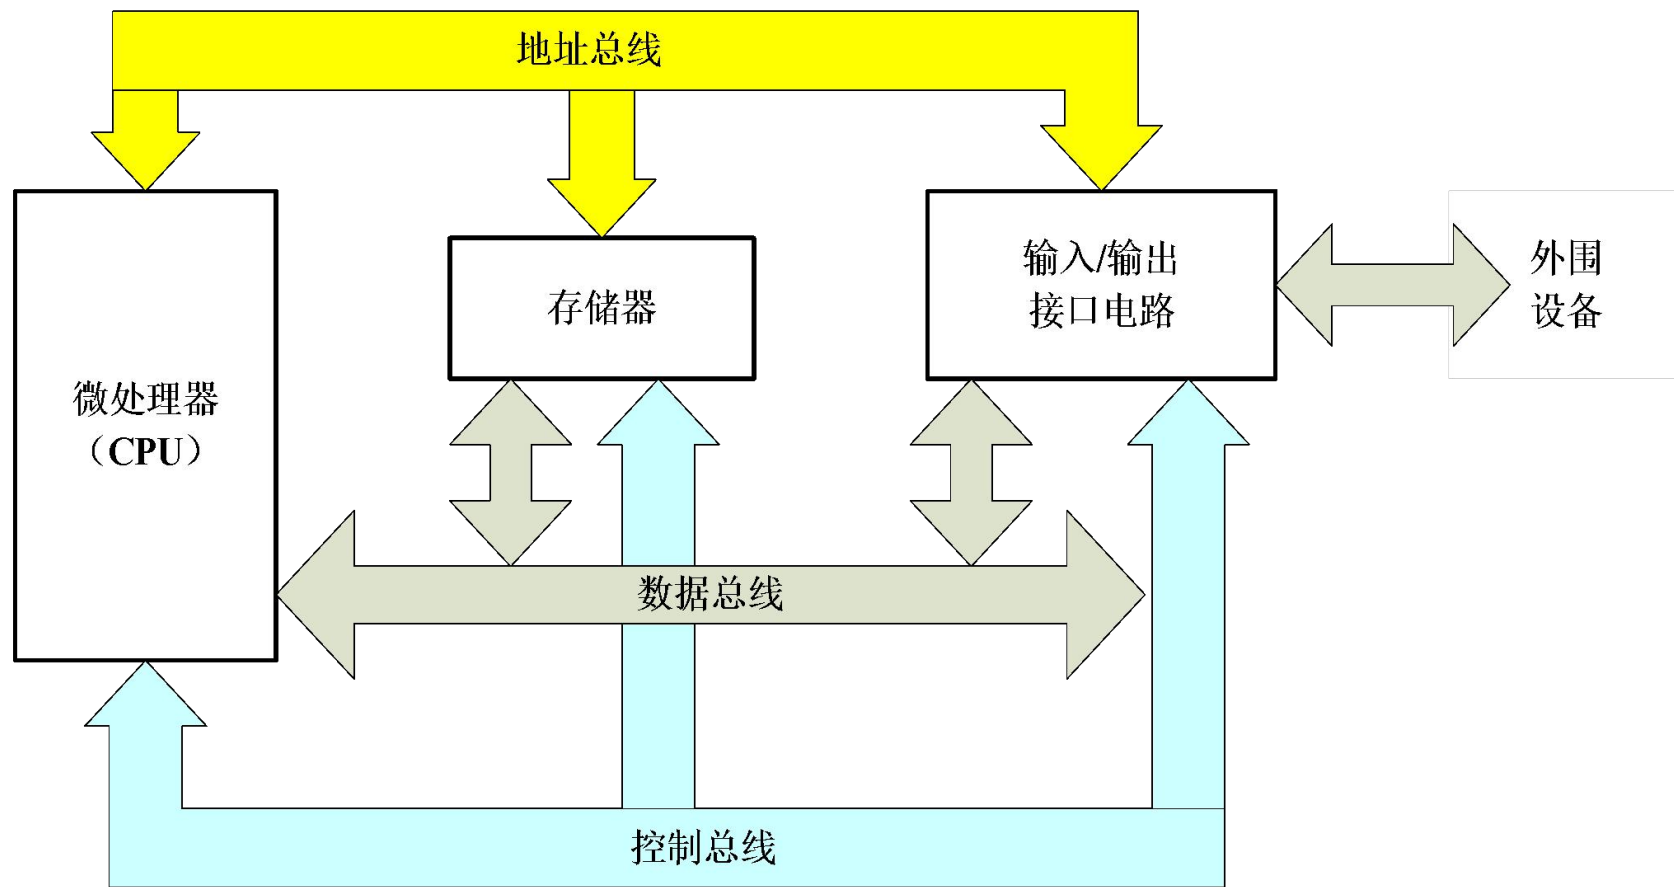 地址总线
输入/输出
接口电路
外围
设备
存储器
微处理器
（CPU）
数据总线
控制总线